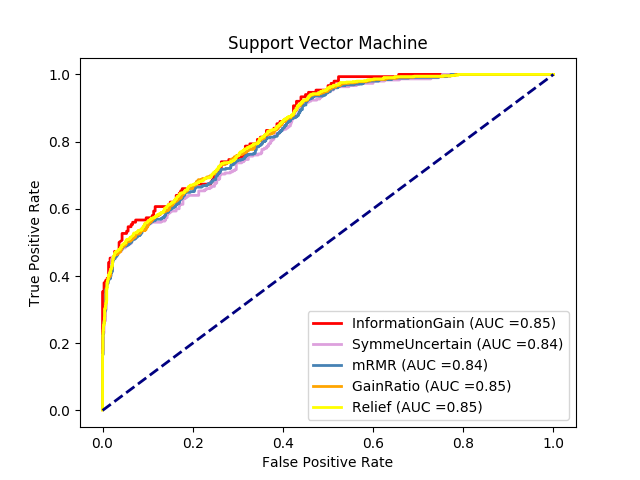 Support Vector Machine
True Positive Rate
1.0
0.8
0.6
0.4
0.2
0.0
InformationGain (AUC =0.85)
SymmeUncertain (AUC =0.84)
mRMR (AUC =0.84)
GainRatio (AUC =0.85)
Relief (AUC =0.85)
0.0 0.2 0.4 0.6 0.8 1.0
False Positive Rate